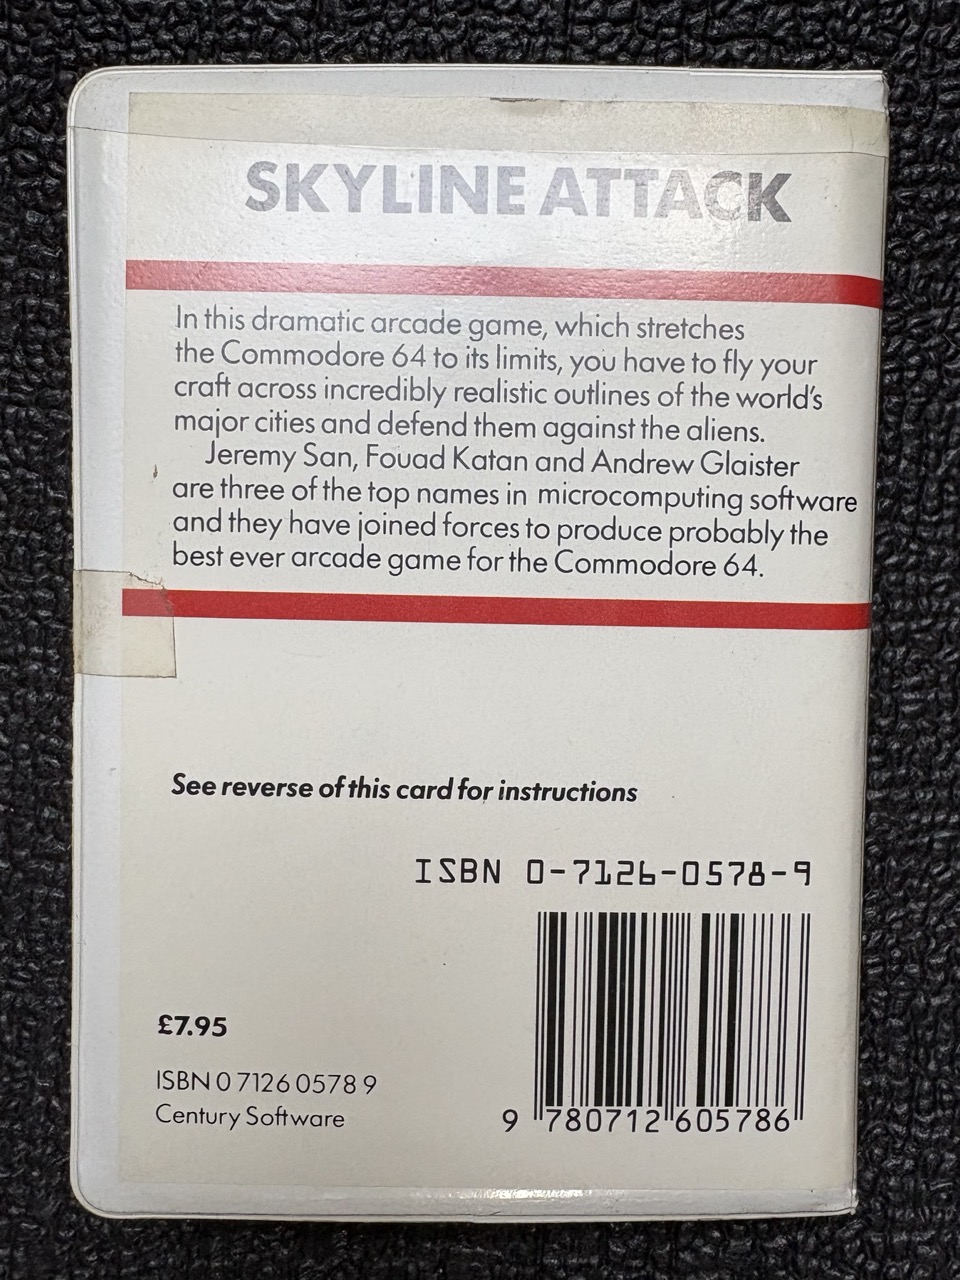 SKYLINE ATTACK
In this dramatic arcade game, which stretches
the Commodore 64 to its limits, you have to fly your
craft across incredibly realistic outlines of the world's
major cities and defend them against the aliens.
Jeremy San, Fouad Katan and Andrew Glaister
are three of the top names in microcomputing software
and they have joined forces to produce probably the
best ever arcade game for the Commodore 64.
See reverse of this card for instructions
ISBN 0-7126-0578-9
£7.95
ISBN 0 7126 0578 9
Century Software
9 780712 605786